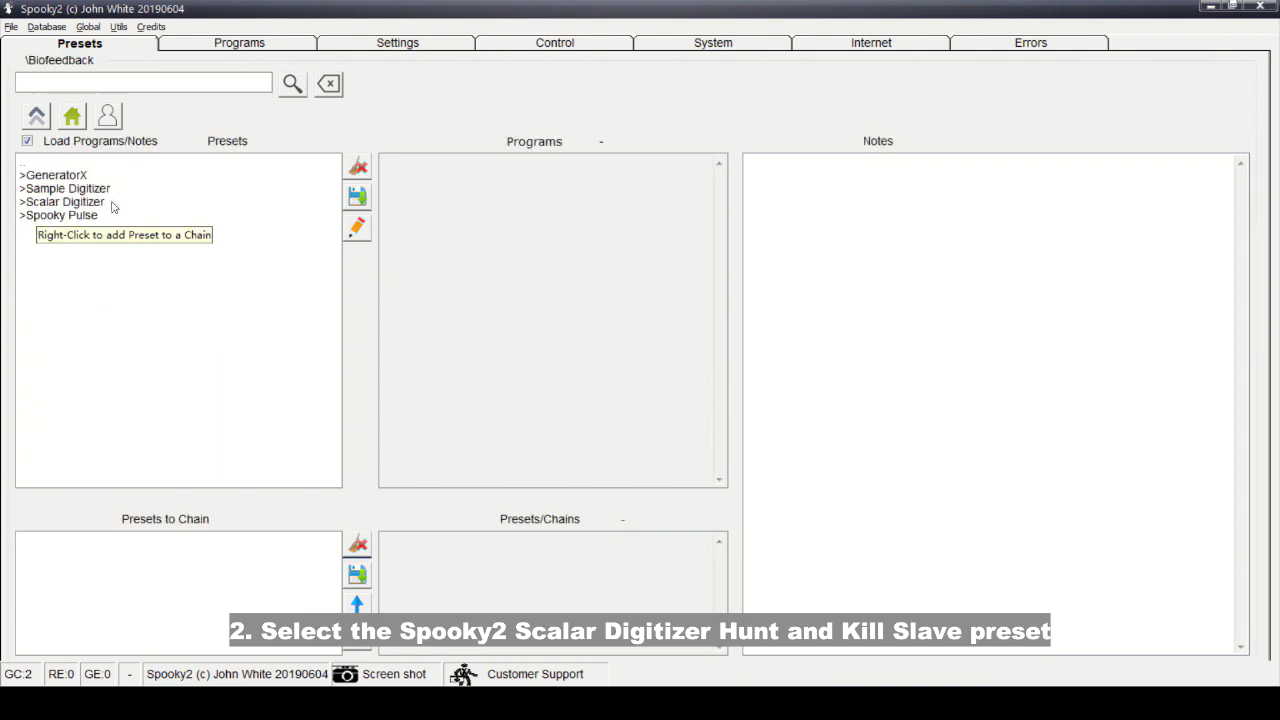 Spooky2 (c) John White 20190604
File Database Global Utils Credits
Presets Programs Settings Control System Internet Errors
\Biofeedback
Load Programs/Notes Presets Programs - Notes
..
>GeneratorX
>Sample Digitizer
>Scalar Digitizer
>Spooky Pulse
Right-Click to add Preset to a Chain
Presets to Chain Presets/Chains -
2. Select the Spooky2 Scalar Digitizer Hunt and Kill Slave preset
GC:2 RE:0 GE:0 - Spooky2 (c) John White 20190604 Screen shot Customer Support